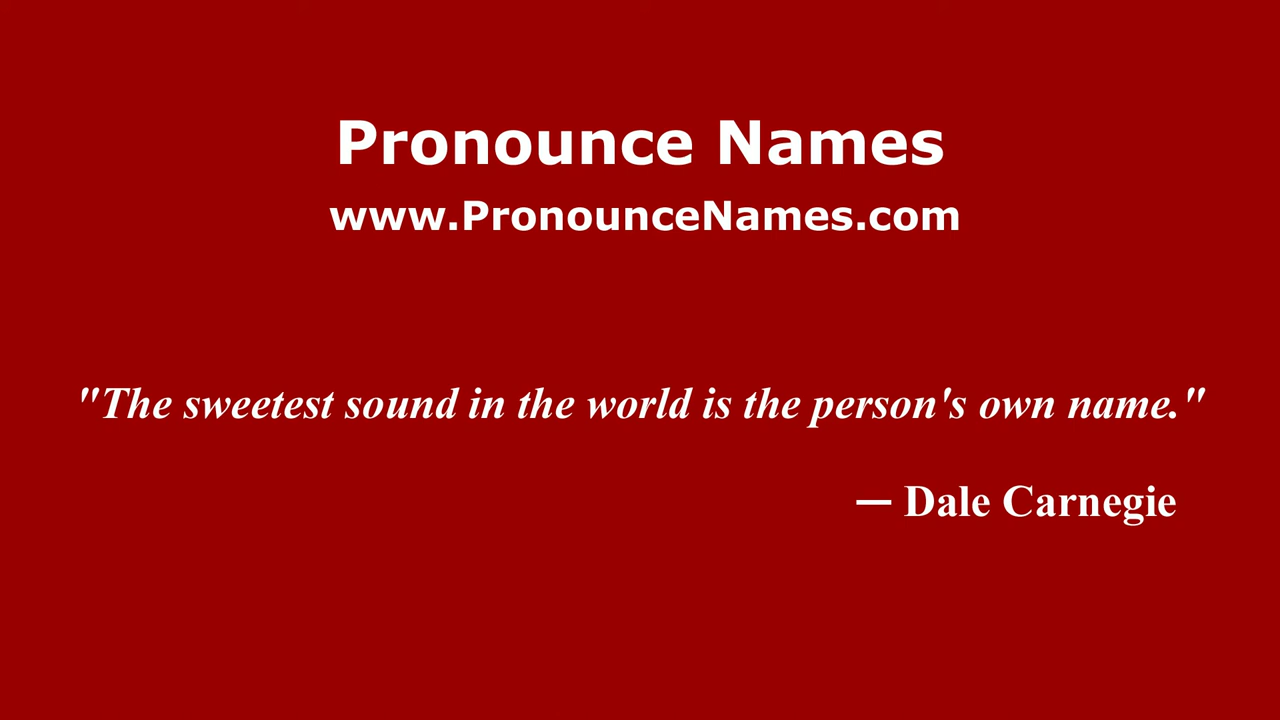 Pronounce Names
www.PronounceNames.com
"The sweetest sound in the world is the person's own name."
— Dale Carnegie